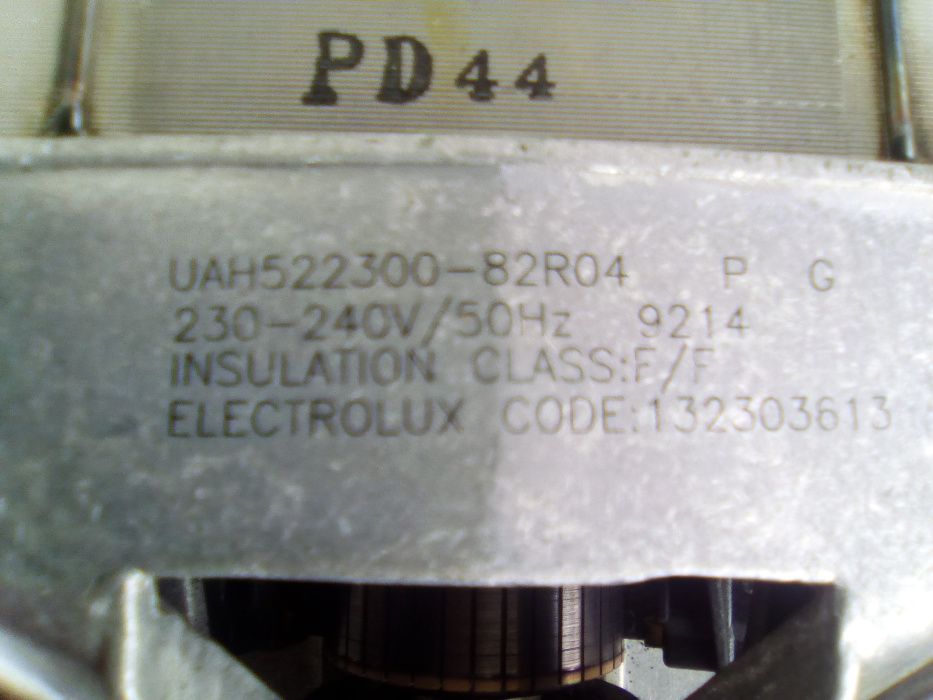 PD44
UAH522300-82R04 P G
230-240V/50Hz 9214
INSULATION CLASS:F/F
ELECTROLUX CODE:132303613